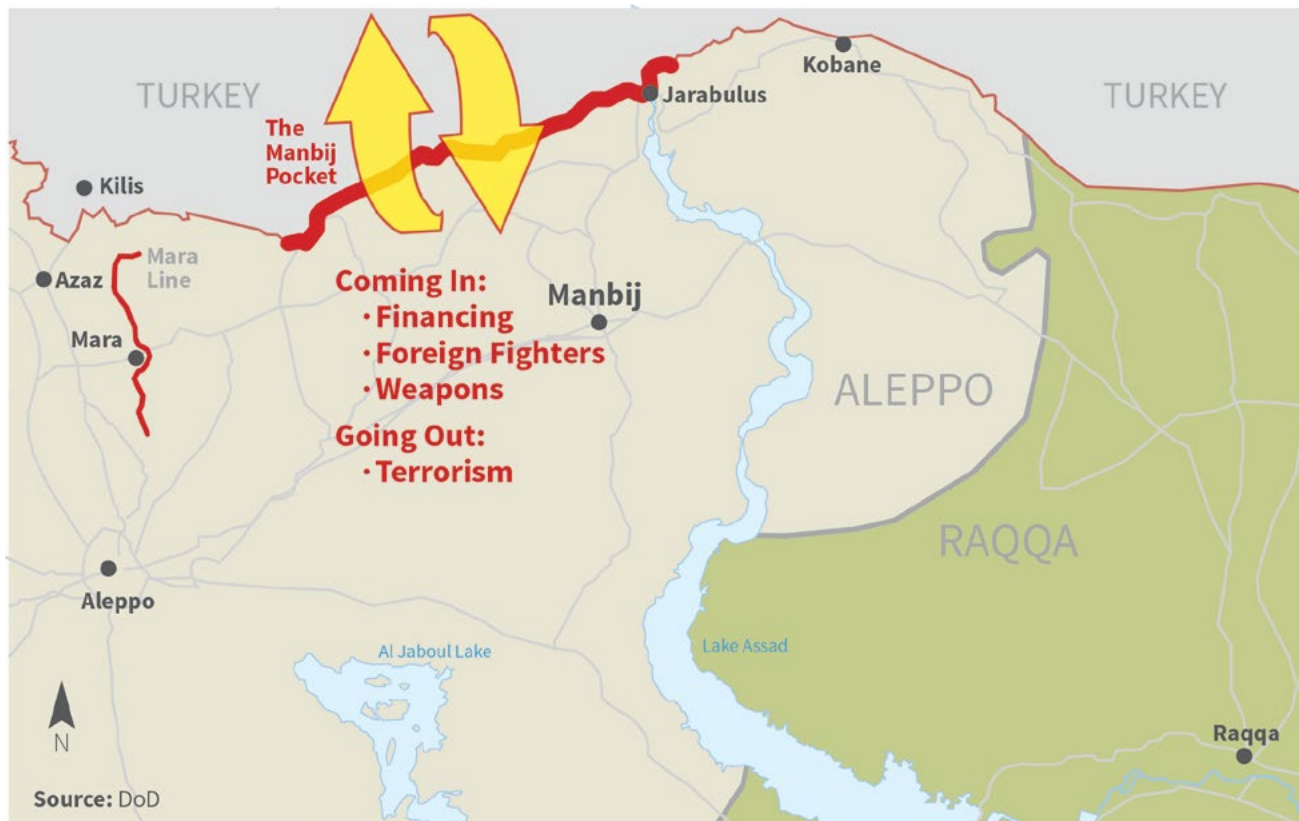 TURKEY
Kobane
TURKEY
Jarabulus
The
Manbij
Pocket
Kilis
Mara
Line
Azaz
Coming In:
· Financing
· Foreign Fighters
· Weapons
Going Out:
· Terrorism
Manbij
Mara
ALEPPO
RAQQA
Aleppo
Al Jaboul Lake
Lake Assad
N
Raqqa
Source: DoD